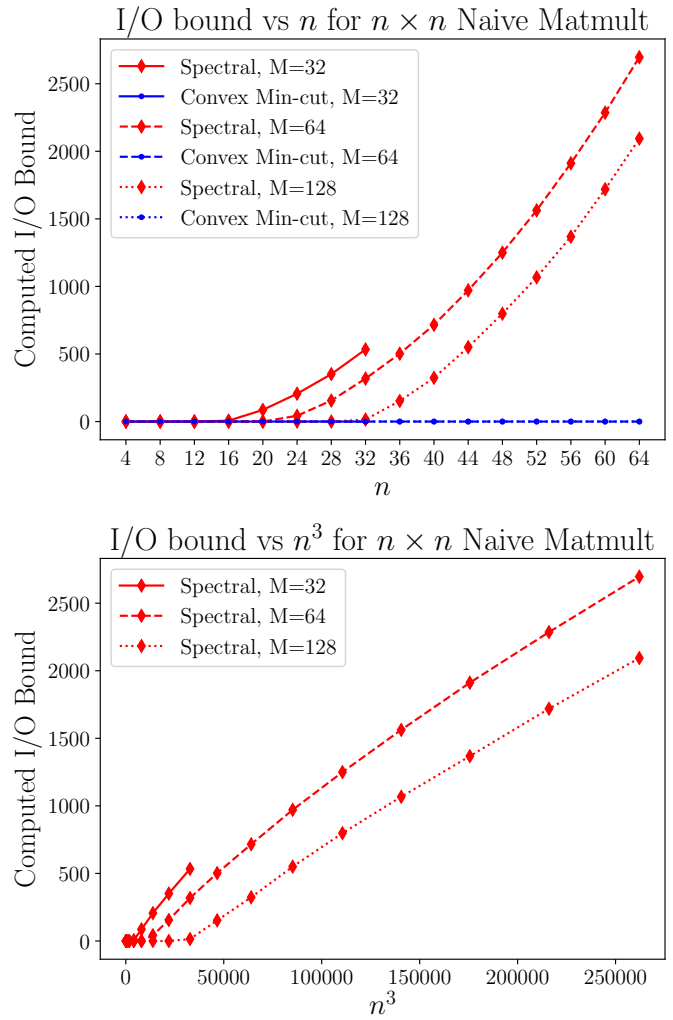 I/O bound vs n for n × n Naive Matmult
Computed I/O Bound
2500
2000
1500
1000
500
0
Spectral, M=32
Convex Min-cut, M=32
Spectral, M=64
Convex Min-cut, M=64
Spectral, M=128
Convex Min-cut, M=128
4 8 12 16 20 24 28 32 36 40 44 48 52 56 60 64
n
I/O bound vs n³ for n × n Naive Matmult
Computed I/O Bound
2500
2000
1500
1000
500
0
Spectral, M=32
Spectral, M=64
Spectral, M=128
0 50000 100000 150000 200000 250000
n³